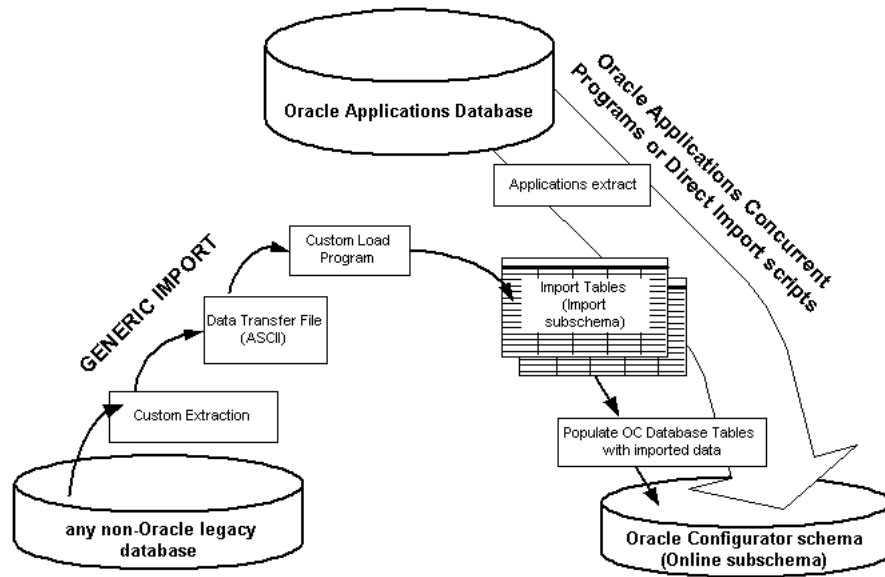 Oracle Applications Database
Oracle Applications Concurrent
Programs or Direct Import scripts
Applications extract
Custom Load
Program
GENERIC IMPORT
Import Tables
(Import
subschema)
Data Transfer File
(ASCII)
Custom Extraction
Populate OC Database Tables
with imported data
any non-Oracle legacy
database
Oracle Configurator schema
(Online subschema)